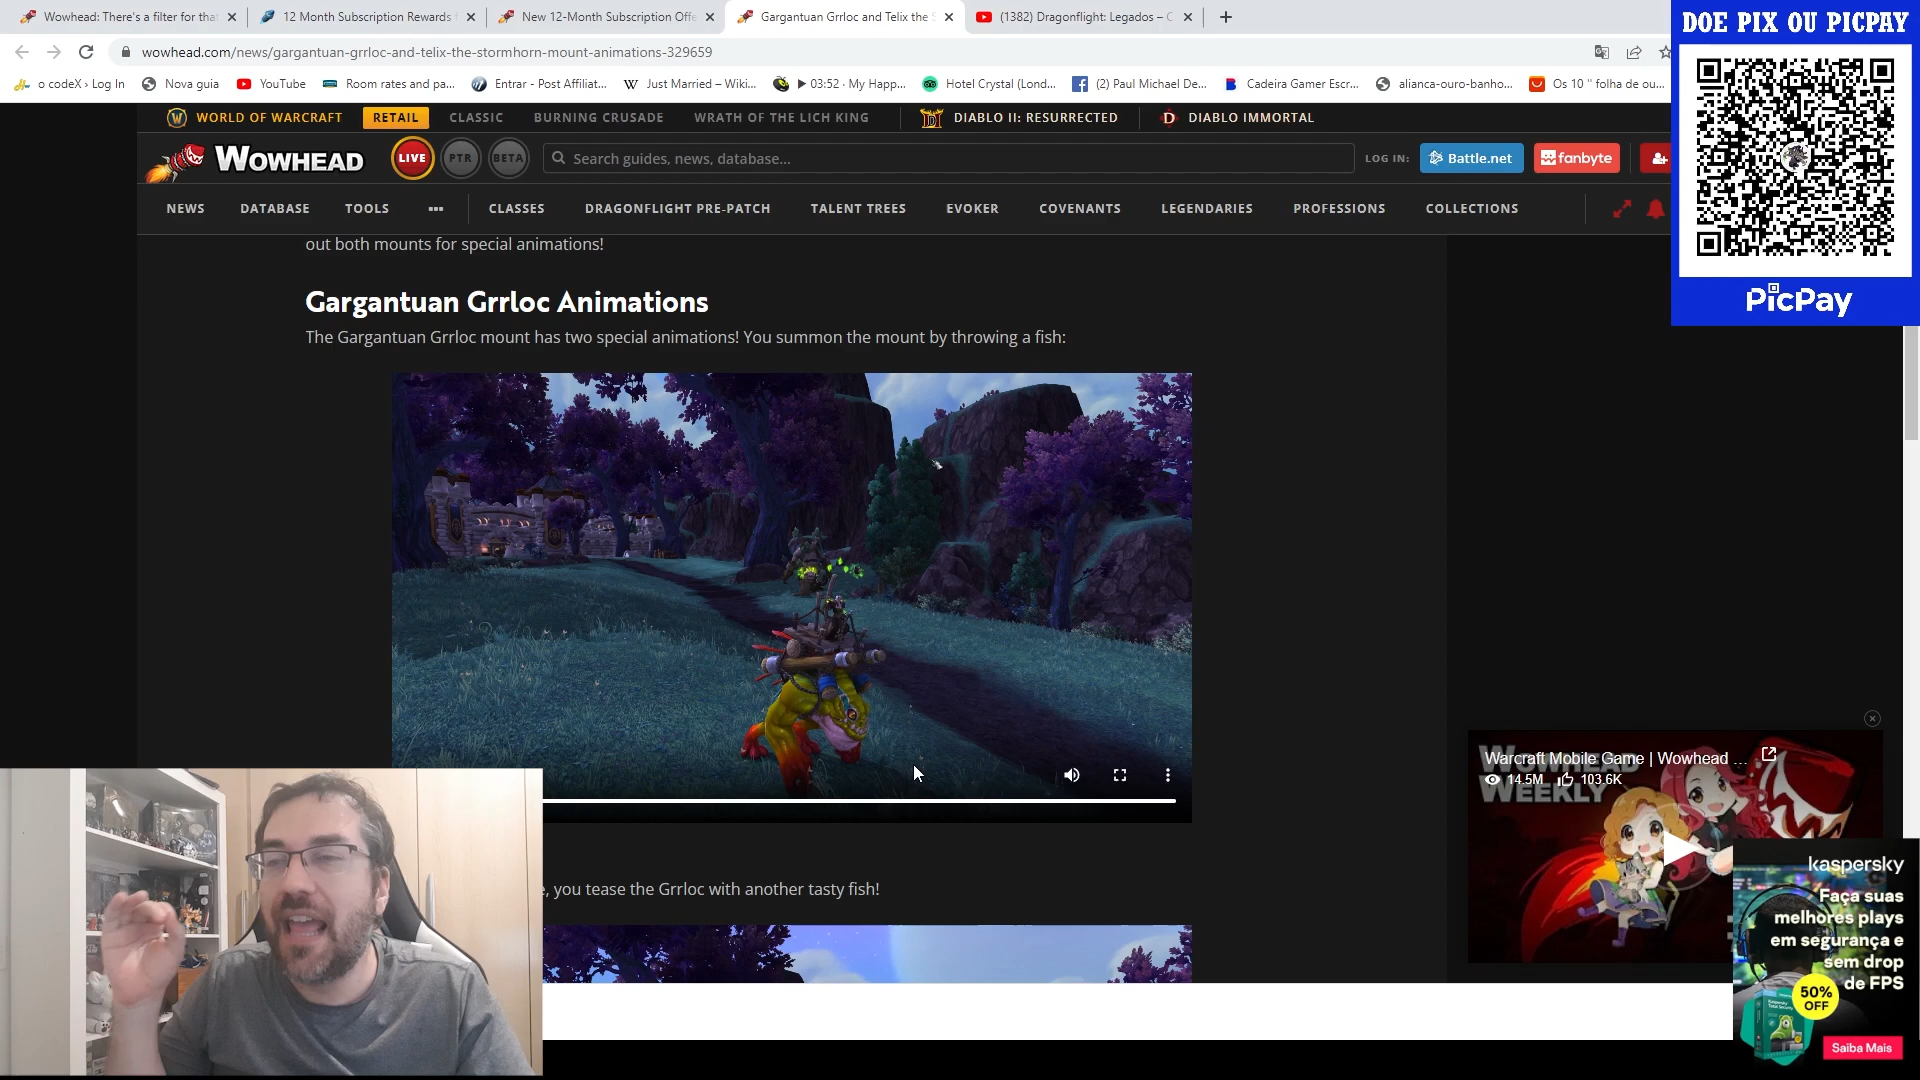 Wowhead: There's a filter for tha
12 Month Subscription Rewards
New 12-Month Subscription Offe
Gargantuan Grrloc and Telix the S
(1382) Dragonflight: Legados – C
wowhead.com/news/gargantuan-grrloc-and-telix-the-stormhorn-mount-animations-329659
o codeX › Log In
Nova guia
YouTube
Room rates and pa...
Entrar - Post Affiliat...
Just Married – Wiki...
03:52 · My Happ...
Hotel Crystal (Lond...
(2) Paul Michael De...
Cadeira Gamer Escr...
alianca-ouro-banho...
Os 10 " folha de ou...
DOE PIX OU PICPAY
PicPay
WORLD OF WARCRAFT
RETAIL
CLASSIC
BURNING CRUSADE
WRATH OF THE LICH KING
DIABLO II: RESURRECTED
DIABLO IMMORTAL
WOWHEAD
LIVE
PTR
BETA
Search guides, news, database...
LOG IN:
Battle.net
fanbyte
NEWS
DATABASE
TOOLS
CLASSES
DRAGONFLIGHT PRE-PATCH
TALENT TREES
EVOKER
COVENANTS
LEGENDARIES
PROFESSIONS
COLLECTIONS
out both mounts for special animations!
Gargantuan Grrloc Animations
The Gargantuan Grrloc mount has two special animations! You summon the mount by throwing a fish:
, you tease the Grrloc with another tasty fish!
Warcraft Mobile Game | Wowhead ...
14.5M
103.6K
WOWHEAD
WEEKLY
kaspersky
Faça suas
melhores plays
em segurança e
sem drop
de FPS
50%
OFF
Saiba Mais